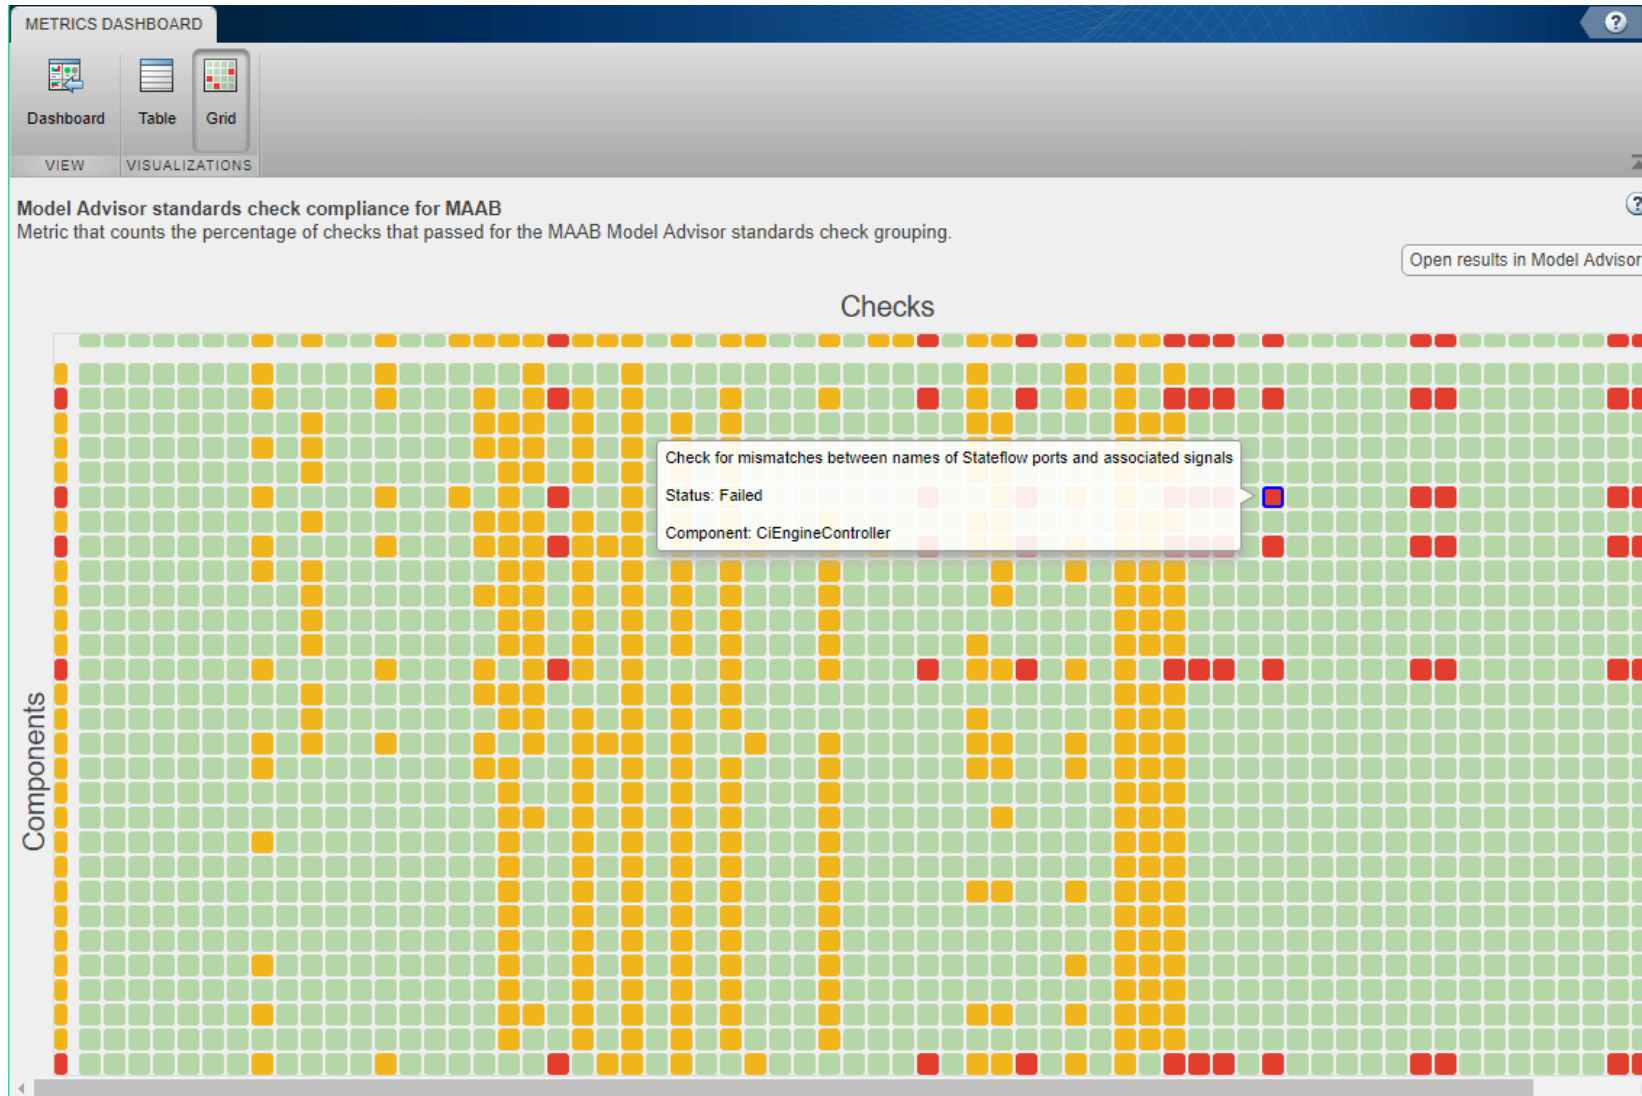 METRICS DASHBOARD
?
Dashboard
Table
Grid
VIEW
VISUALIZATIONS
Model Advisor standards check compliance for MAAB
?
Metric that counts the percentage of checks that passed for the MAAB Model Advisor standards check grouping.
Open results in Model Advisor
Checks
Check for mismatches between names of Stateflow ports and associated signals
Status: Failed
Component: CiEngineController
Components